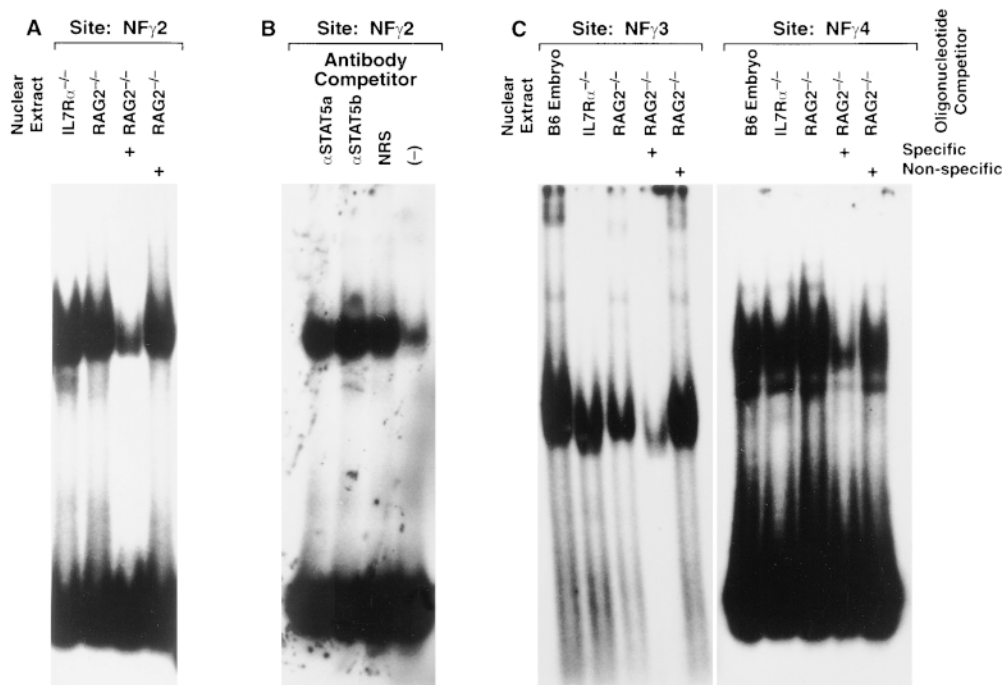 A
Site: NFγ2
Nuclear Extract
IL7Rα−/−
RAG2−/−
RAG2−/−
RAG2−/−
+
+
B
Site: NFγ2
Antibody
Competitor
αSTAT5a
αSTAT5b
NRS
(–)
C
Site: NFγ3
Nuclear Extract
B6 Embryo
IL7Rα−/−
RAG2−/−
RAG2−/−
RAG2−/−
+
+
Site: NFγ4
B6 Embryo
IL7Rα−/−
RAG2−/−
RAG2−/−
RAG2−/−
+
+
Oligonucleotide
Competitor
Specific
Non-specific